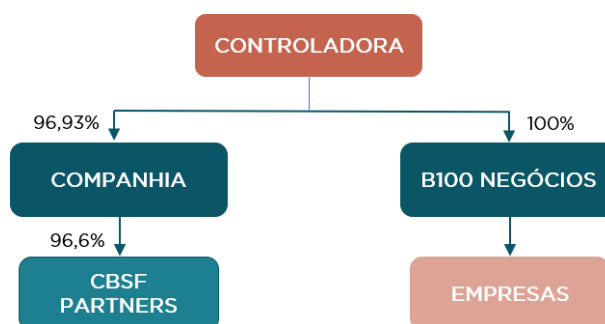 CONTROLADORA
96,93%
100%
COMPANHIA
B100 NEGÓCIOS
96,6%
CBSF
PARTNERS
EMPRESAS